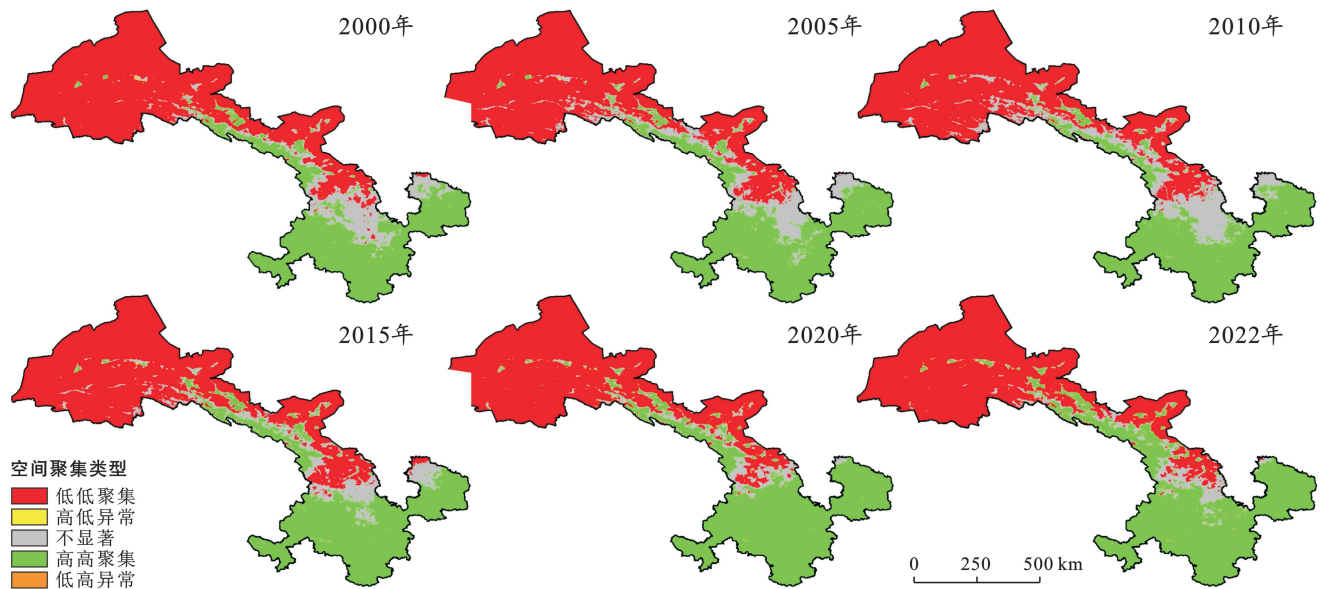 2000年
2005年
2010年
2015年
2020年
2022年
空间聚集类型
低低聚集
高低异常
不显著
高高聚集
低高异常
0 250 500 km